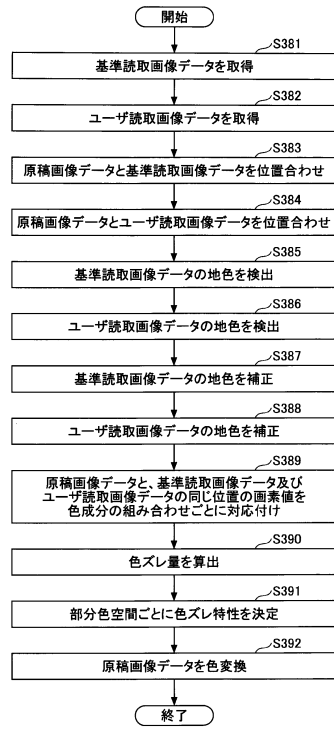 開始
S381
基準読取画像データを取得
S382
ユーザ読取画像データを取得
S383
原稿画像データと基準読取画像データを位置合わせ
S384
原稿画像データとユーザ読取画像データを位置合わせ
S385
基準読取画像データの地色を検出
S386
ユーザ読取画像データの地色を検出
S387
基準読取画像データの地色を補正
S388
ユーザ読取画像データの地色を補正
S389
原稿画像データと、基準読取画像データ及び
ユーザ読取画像データの同じ位置の画素値を
色成分の組み合わせごとに対応付け
S390
色ズレ量を算出
S391
部分色空間ごとに色ズレ特性を決定
S392
原稿画像データを色変換
終了